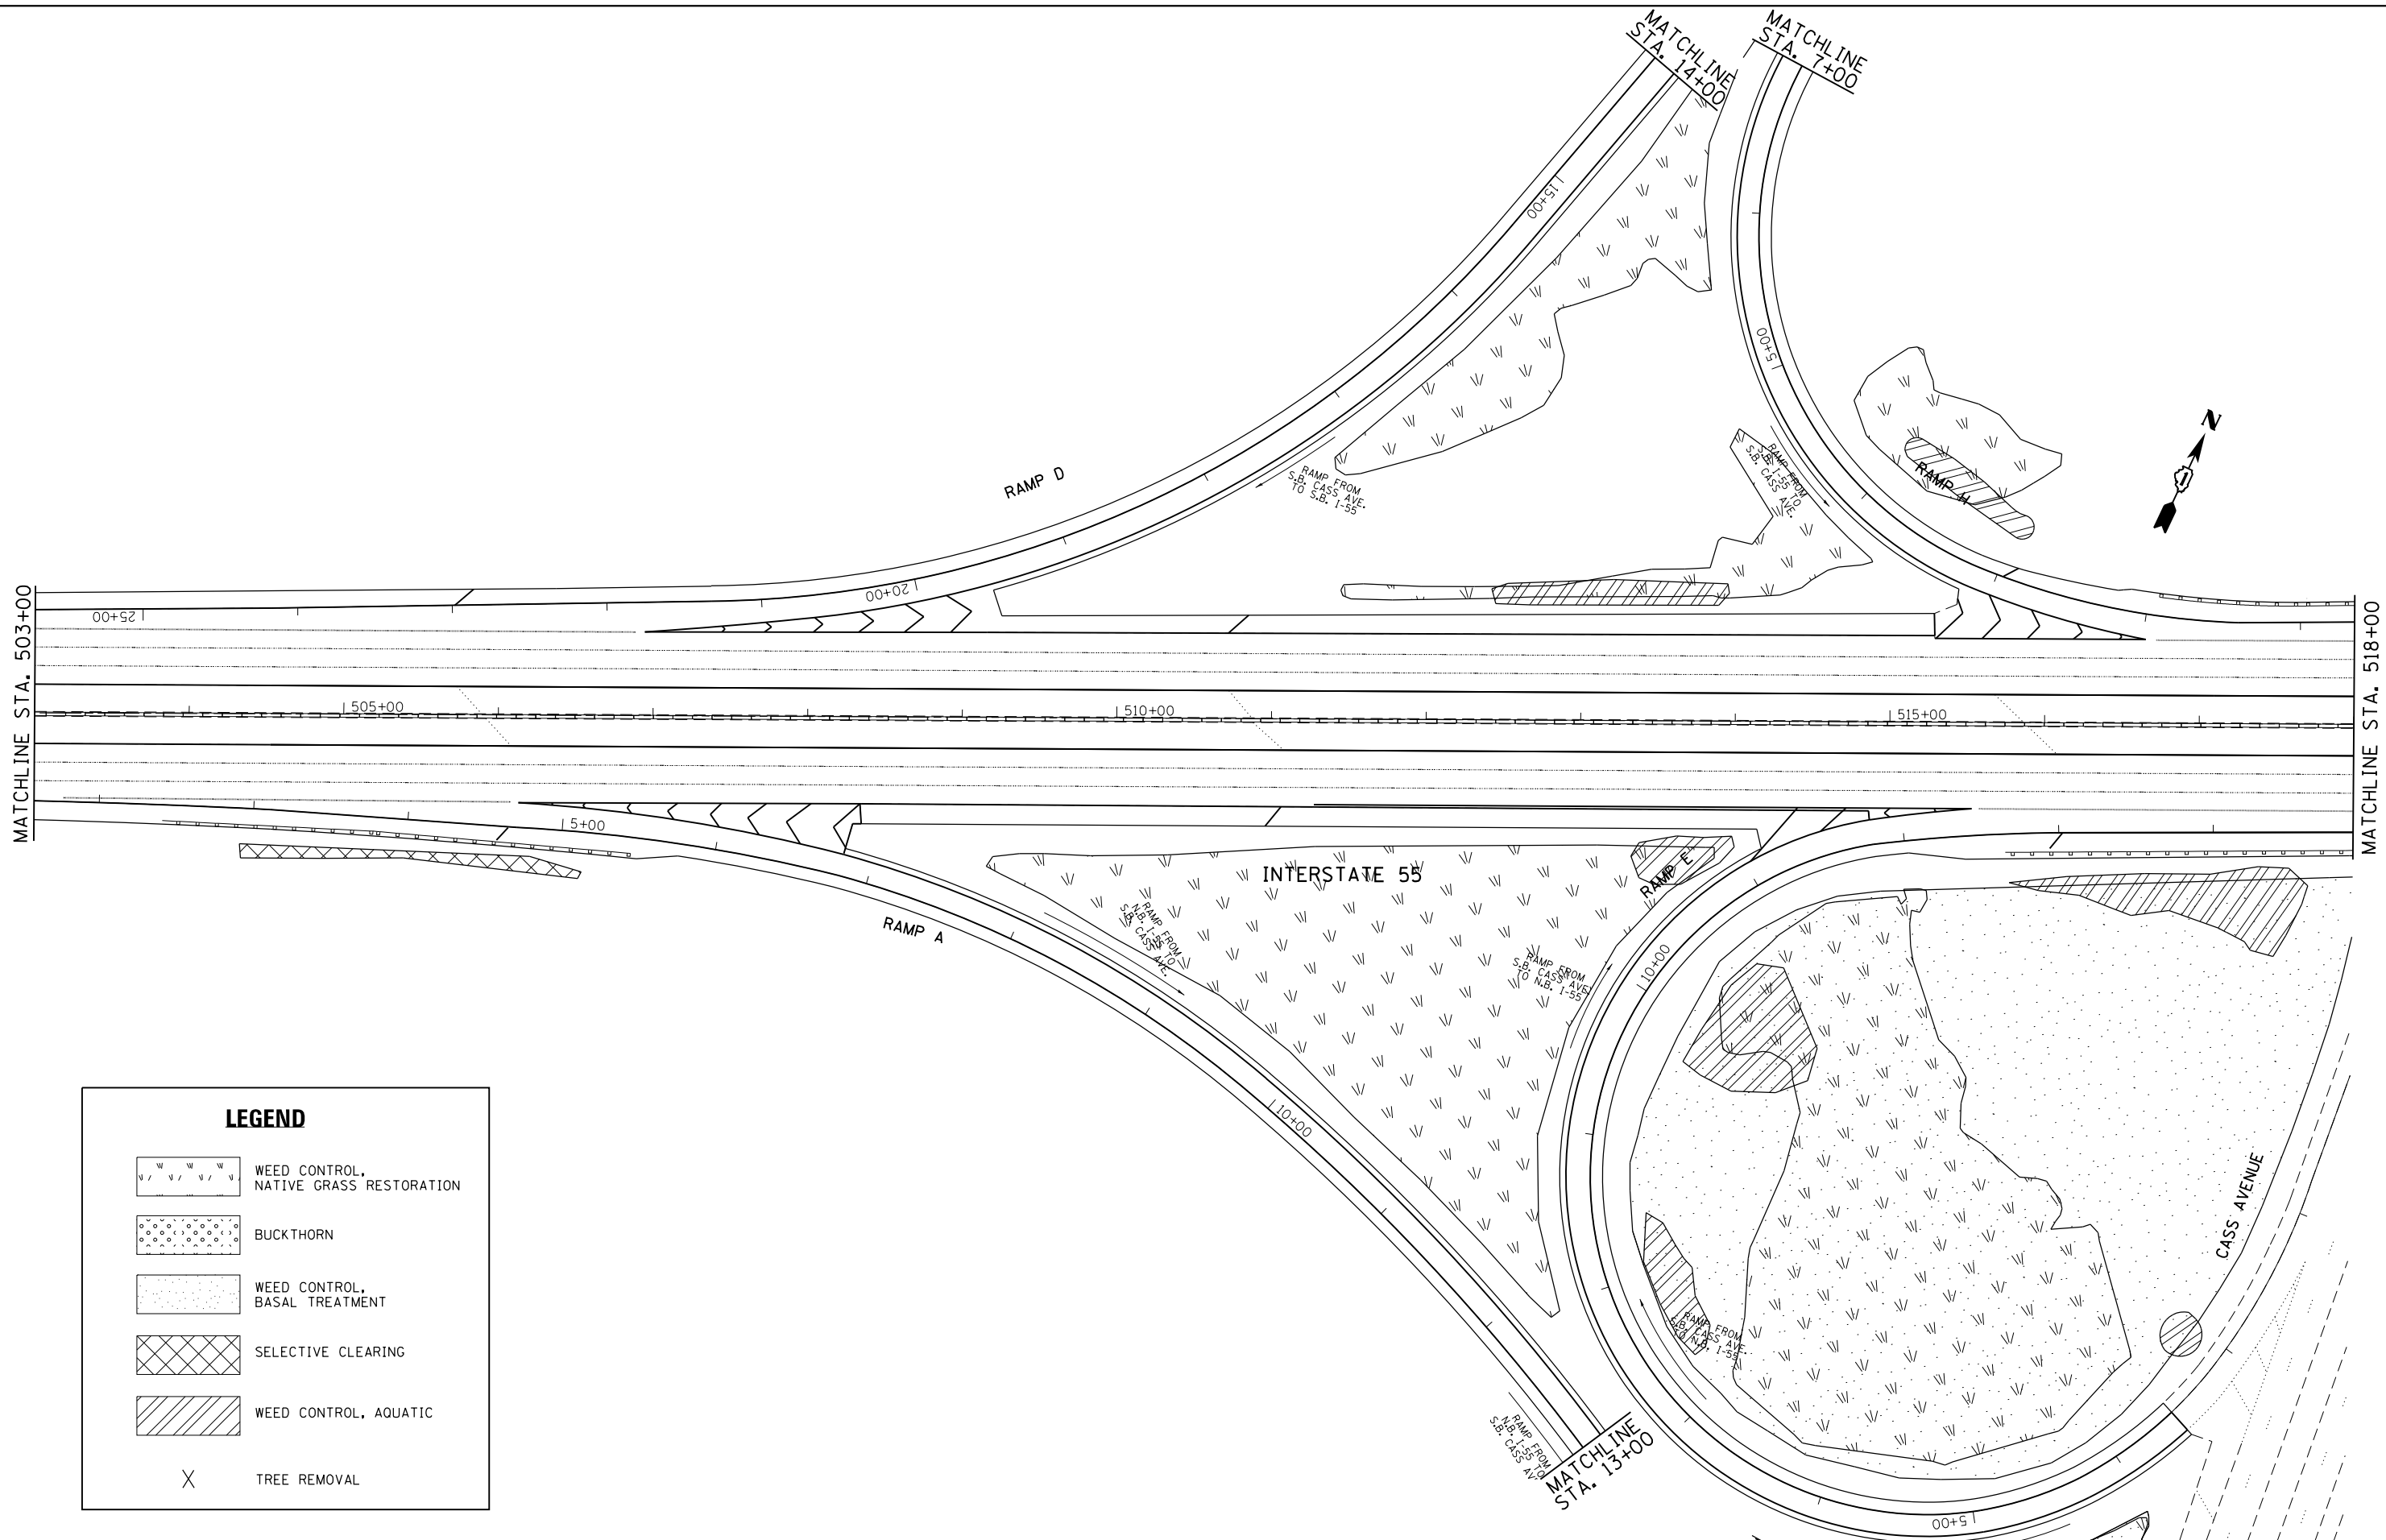 MATCHLINE
STA. 14+00
MATCHLINE
STA. 7+00
15+00
5+00
N
1
RAMP D
RAMP FROM
S.B. CASS AVE.
TO S.B. I-55
RAMP FROM
S.B. I-55 TO
S.B. CASS AVE.
RAMP H
MATCHLINE STA. 503+00
25+00
20+00
505+00
510+00
515+00
MATCHLINE STA. 518+00
5+00
INTERSTATE 55
RAMP E
RAMP A
RAMP FROM
N.B. I-55 TO
S.B. CASS AVE.
RAMP FROM
S.B. CASS AVE.
TO N.B. I-55
10+00
10+00
CASS AVENUE
RAMP FROM
S.B. CASS AVE.
TO N.B. I-55
RAMP FROM
N.B. I-55 TO
S.B. CASS AV
MATCHLINE
STA. 13+00
5+00
LEGEND
WEED CONTROL,
NATIVE GRASS RESTORATION
BUCKTHORN
WEED CONTROL,
BASAL TREATMENT
SELECTIVE CLEARING
WEED CONTROL, AQUATIC
X TREE REMOVAL